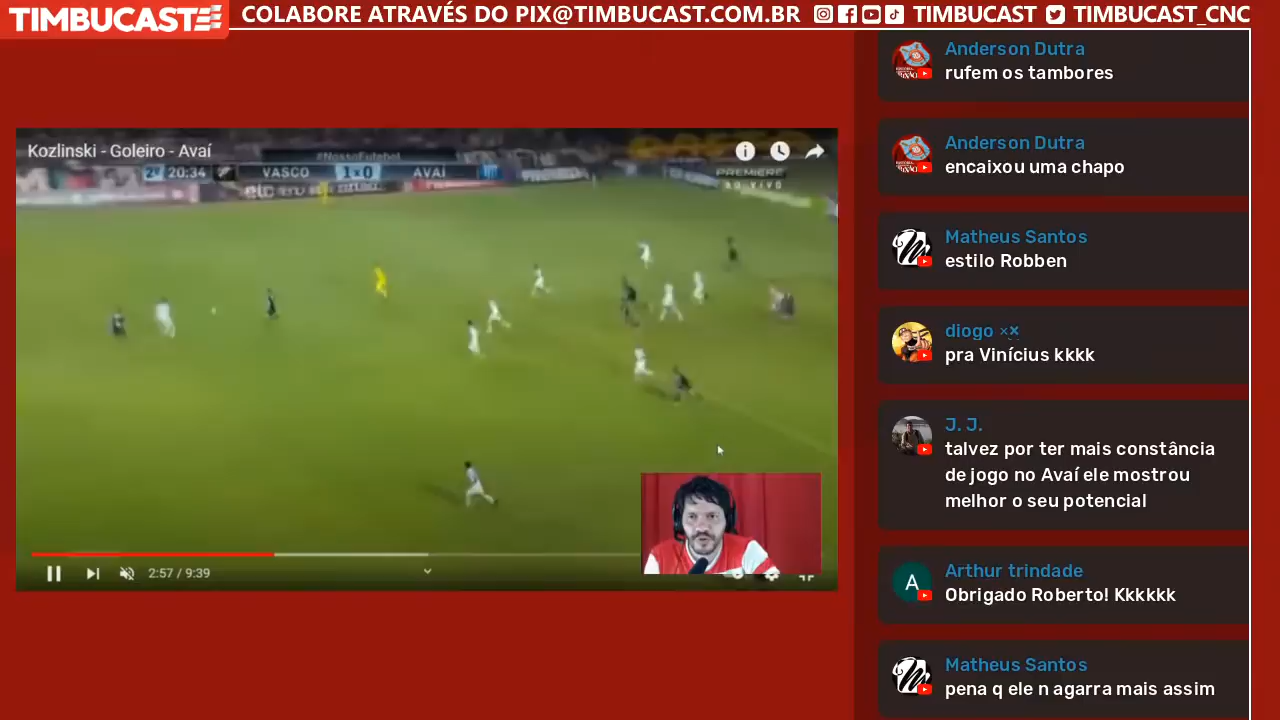 TIMBUCAST
COLABORE ATRAVÉS DO PIX@TIMBUCAST.COM.BR
TIMBUCAST
TIMBUCAST_CNC
Kozlinski - Goleiro - Avaí
#NossoFutebol
2º 20:34 VASCO 1x0 AVAÍ
PREMIERE
AO VIVO
2:57 / 9:39
Anderson Dutra
rufem os tambores
Anderson Dutra
encaixou uma chapo
Matheus Santos
estilo Robben
diogo
pra Vinícius kkkk
J. J.
talvez por ter mais constância
de jogo no Avaí ele mostrou
melhor o seu potencial
A
Arthur trindade
Obrigado Roberto! Kkkkkk
Matheus Santos
pena q ele n agarra mais assim